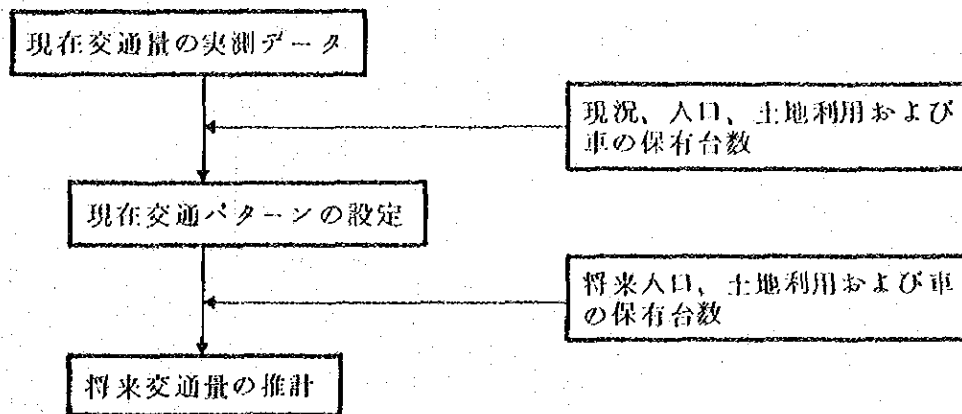 現在交通量の実測データ
現況、人口、土地利用および
車の保有台数
現在交通パターンの設定
将来人口、土地利用および車
の保有台数
将来交通量の推計